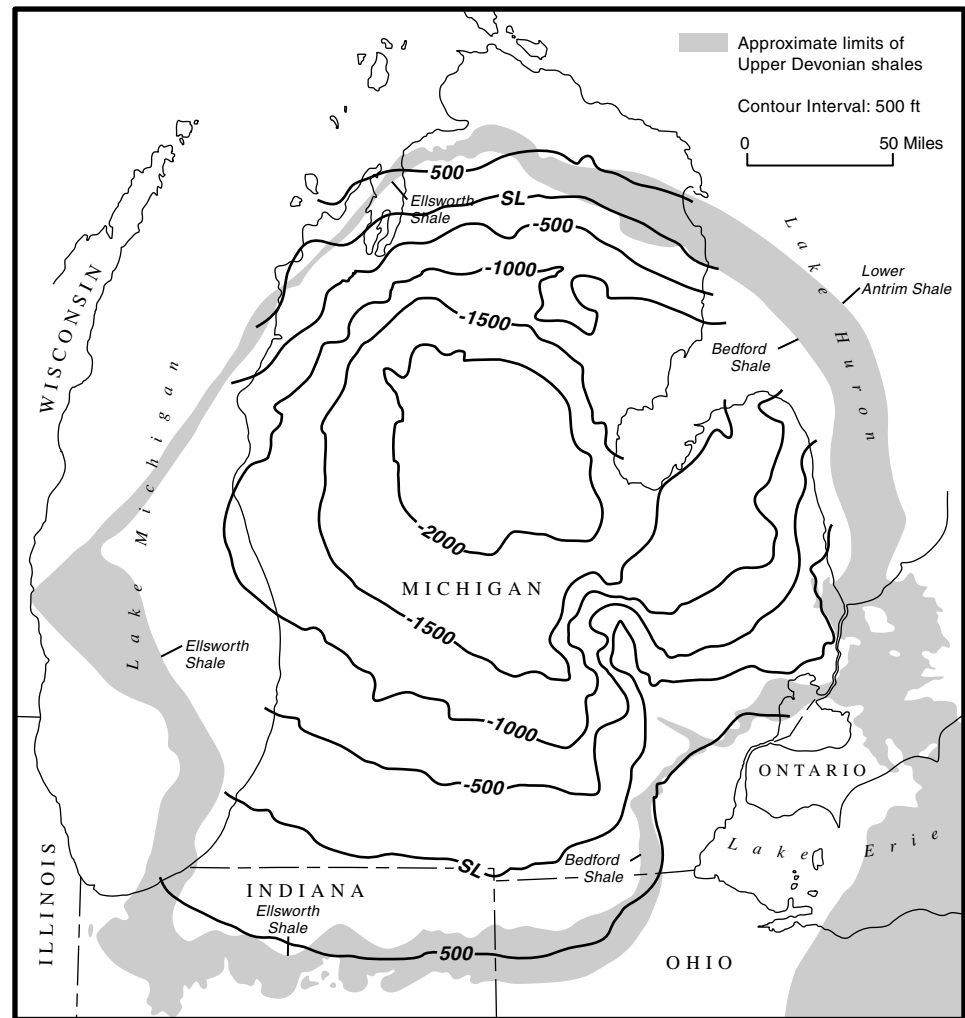 Approximate limits of
Upper Devonian shales
Contour Interval: 500 ft
0 50 Miles
500
Ellsworth
Shale
SL
-500
-1000
-1500
Lake Huron
Lower
Antrim Shale
Bedford
Shale
WISCONSIN
Lake Michigan
-2000
MICHIGAN
-1500
Ellsworth
Shale
-1000
-500
ONTARIO
Lake Erie
SL
Bedford
Shale
INDIANA
Ellsworth
Shale
ILLINOIS
500
OHIO